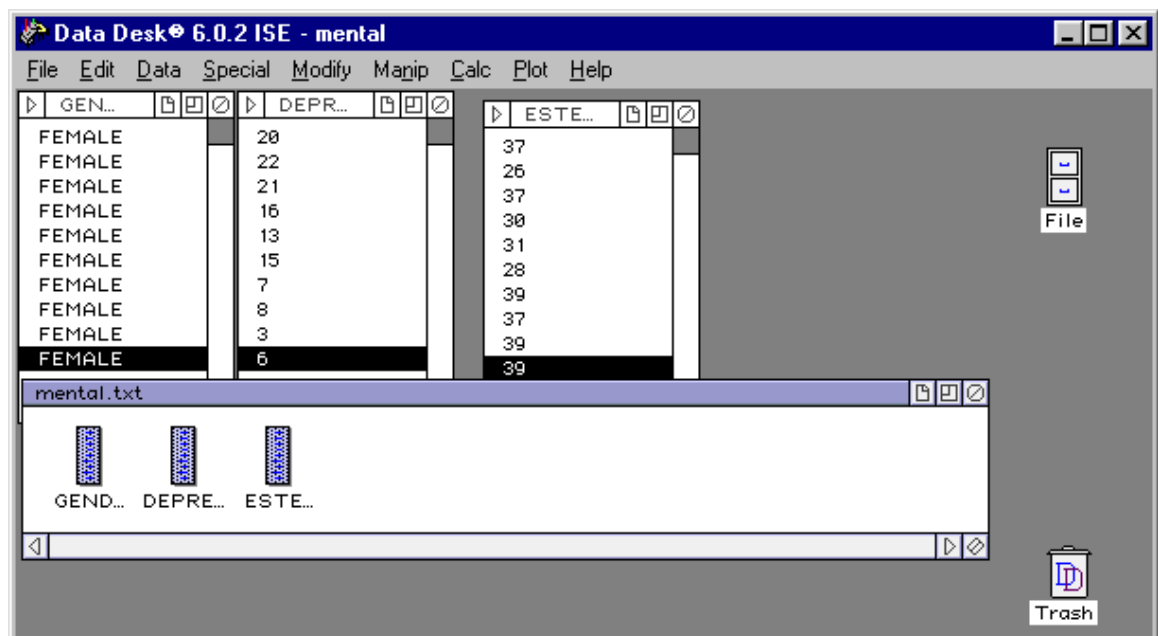 Data Desk® 6.0.2 ISE - mental
File Edit Data Special Modify Manip Calc Plot Help
GEN...
FEMALE
FEMALE
FEMALE
FEMALE
FEMALE
FEMALE
FEMALE
FEMALE
FEMALE
FEMALE
DEPR...
20
22
21
16
13
15
7
8
3
6
ESTE...
37
26
37
30
31
28
39
37
39
39
File
mental.txt
GEND... DEPRE... ESTE...
Trash